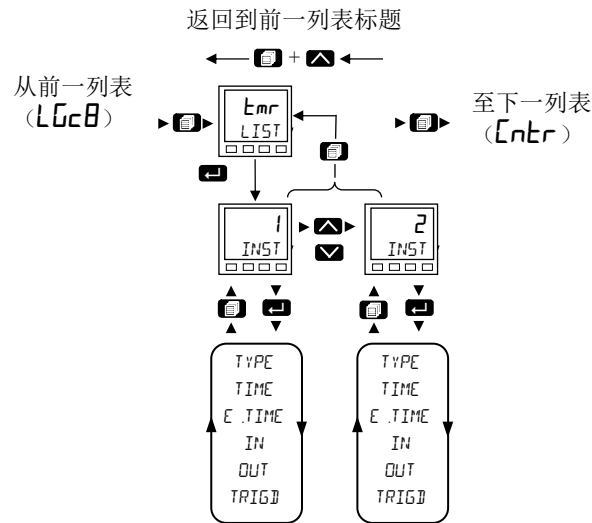 返回到前一列表标题
+
从前一列表
（LGc8）
tmr
LIST
至下一列表
（Cntr）
1
INST
2
INST
TYPE
TIME
E.TIME
IN
OUT
TRIGD
TYPE
TIME
E.TIME
IN
OUT
TRIGD